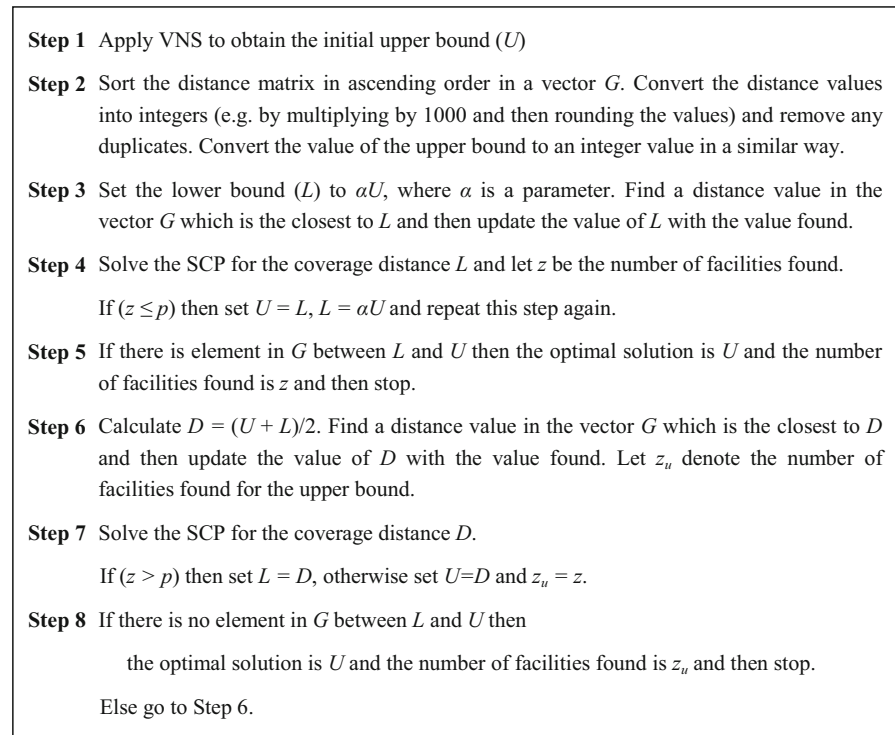 Step 1 Apply VNS to obtain the initial upper bound (U)
Step 2 Sort the distance matrix in ascending order in a vector G. Convert the distance values
into integers (e.g. by multiplying by 1000 and then rounding the values) and remove any
duplicates. Convert the value of the upper bound to an integer value in a similar way.
Step 3 Set the lower bound (L) to αU, where α is a parameter. Find a distance value in the
vector G which is the closest to L and then update the value of L with the value found.
Step 4 Solve the SCP for the coverage distance L and let z be the number of facilities found.
If (z ≤ p) then set U = L, L = αU and repeat this step again.
Step 5 If there is element in G between L and U then the optimal solution is U and the number
of facilities found is z and then stop.
Step 6 Calculate D = (U + L)/2. Find a distance value in the vector G which is the closest to D
and then update the value of D with the value found. Let zᵤ denote the number of
facilities found for the upper bound.
Step 7 Solve the SCP for the coverage distance D.
If (z > p) then set L = D, otherwise set U=D and zᵤ = z.
Step 8 If there is no element in G between L and U then
the optimal solution is U and the number of facilities found is zᵤ and then stop.
Else go to Step 6.